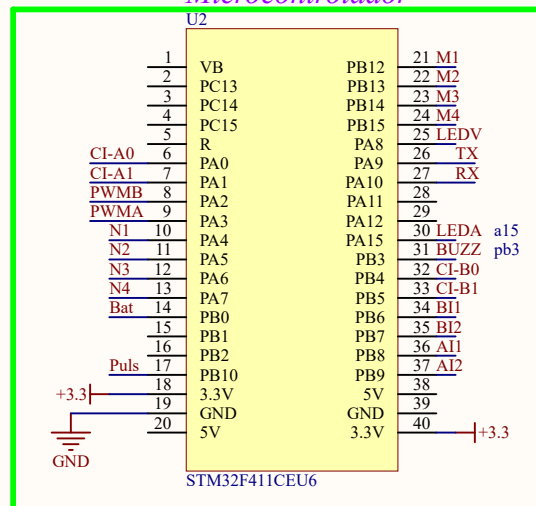 Microcontrolador
U2
1 VB
2 PC13
3 PC14
4 PC15
5 R
CI-A0 6 PA0
CI-A1 7 PA1
PWMB 8 PA2
PWMA 9 PA3
N1 10 PA4
N2 11 PA5
N3 12 PA6
N4 13 PA7
Bat 14 PB0
15 PB1
16 PB2
Puls 17 PB10
+3.3 18 3.3V
19 GND
20 5V
GND
PB12 21 M1
PB13 22 M2
PB14 23 M3
PB15 24 M4
PA8 25 LEDV
PA9 26 TX
PA10 27 RX
PA11 28
PA12 29
PA15 30 LEDA a15
PB3 31 BUZZ pb3
PB4 32 CI-B0
PB5 33 CI-B1
PB6 34 BI1
PB7 35 BI2
PB8 36 AI1
PB9 37 AI2
5V 38
GND 39
3.3V 40 +3.3
STM32F411CEU6